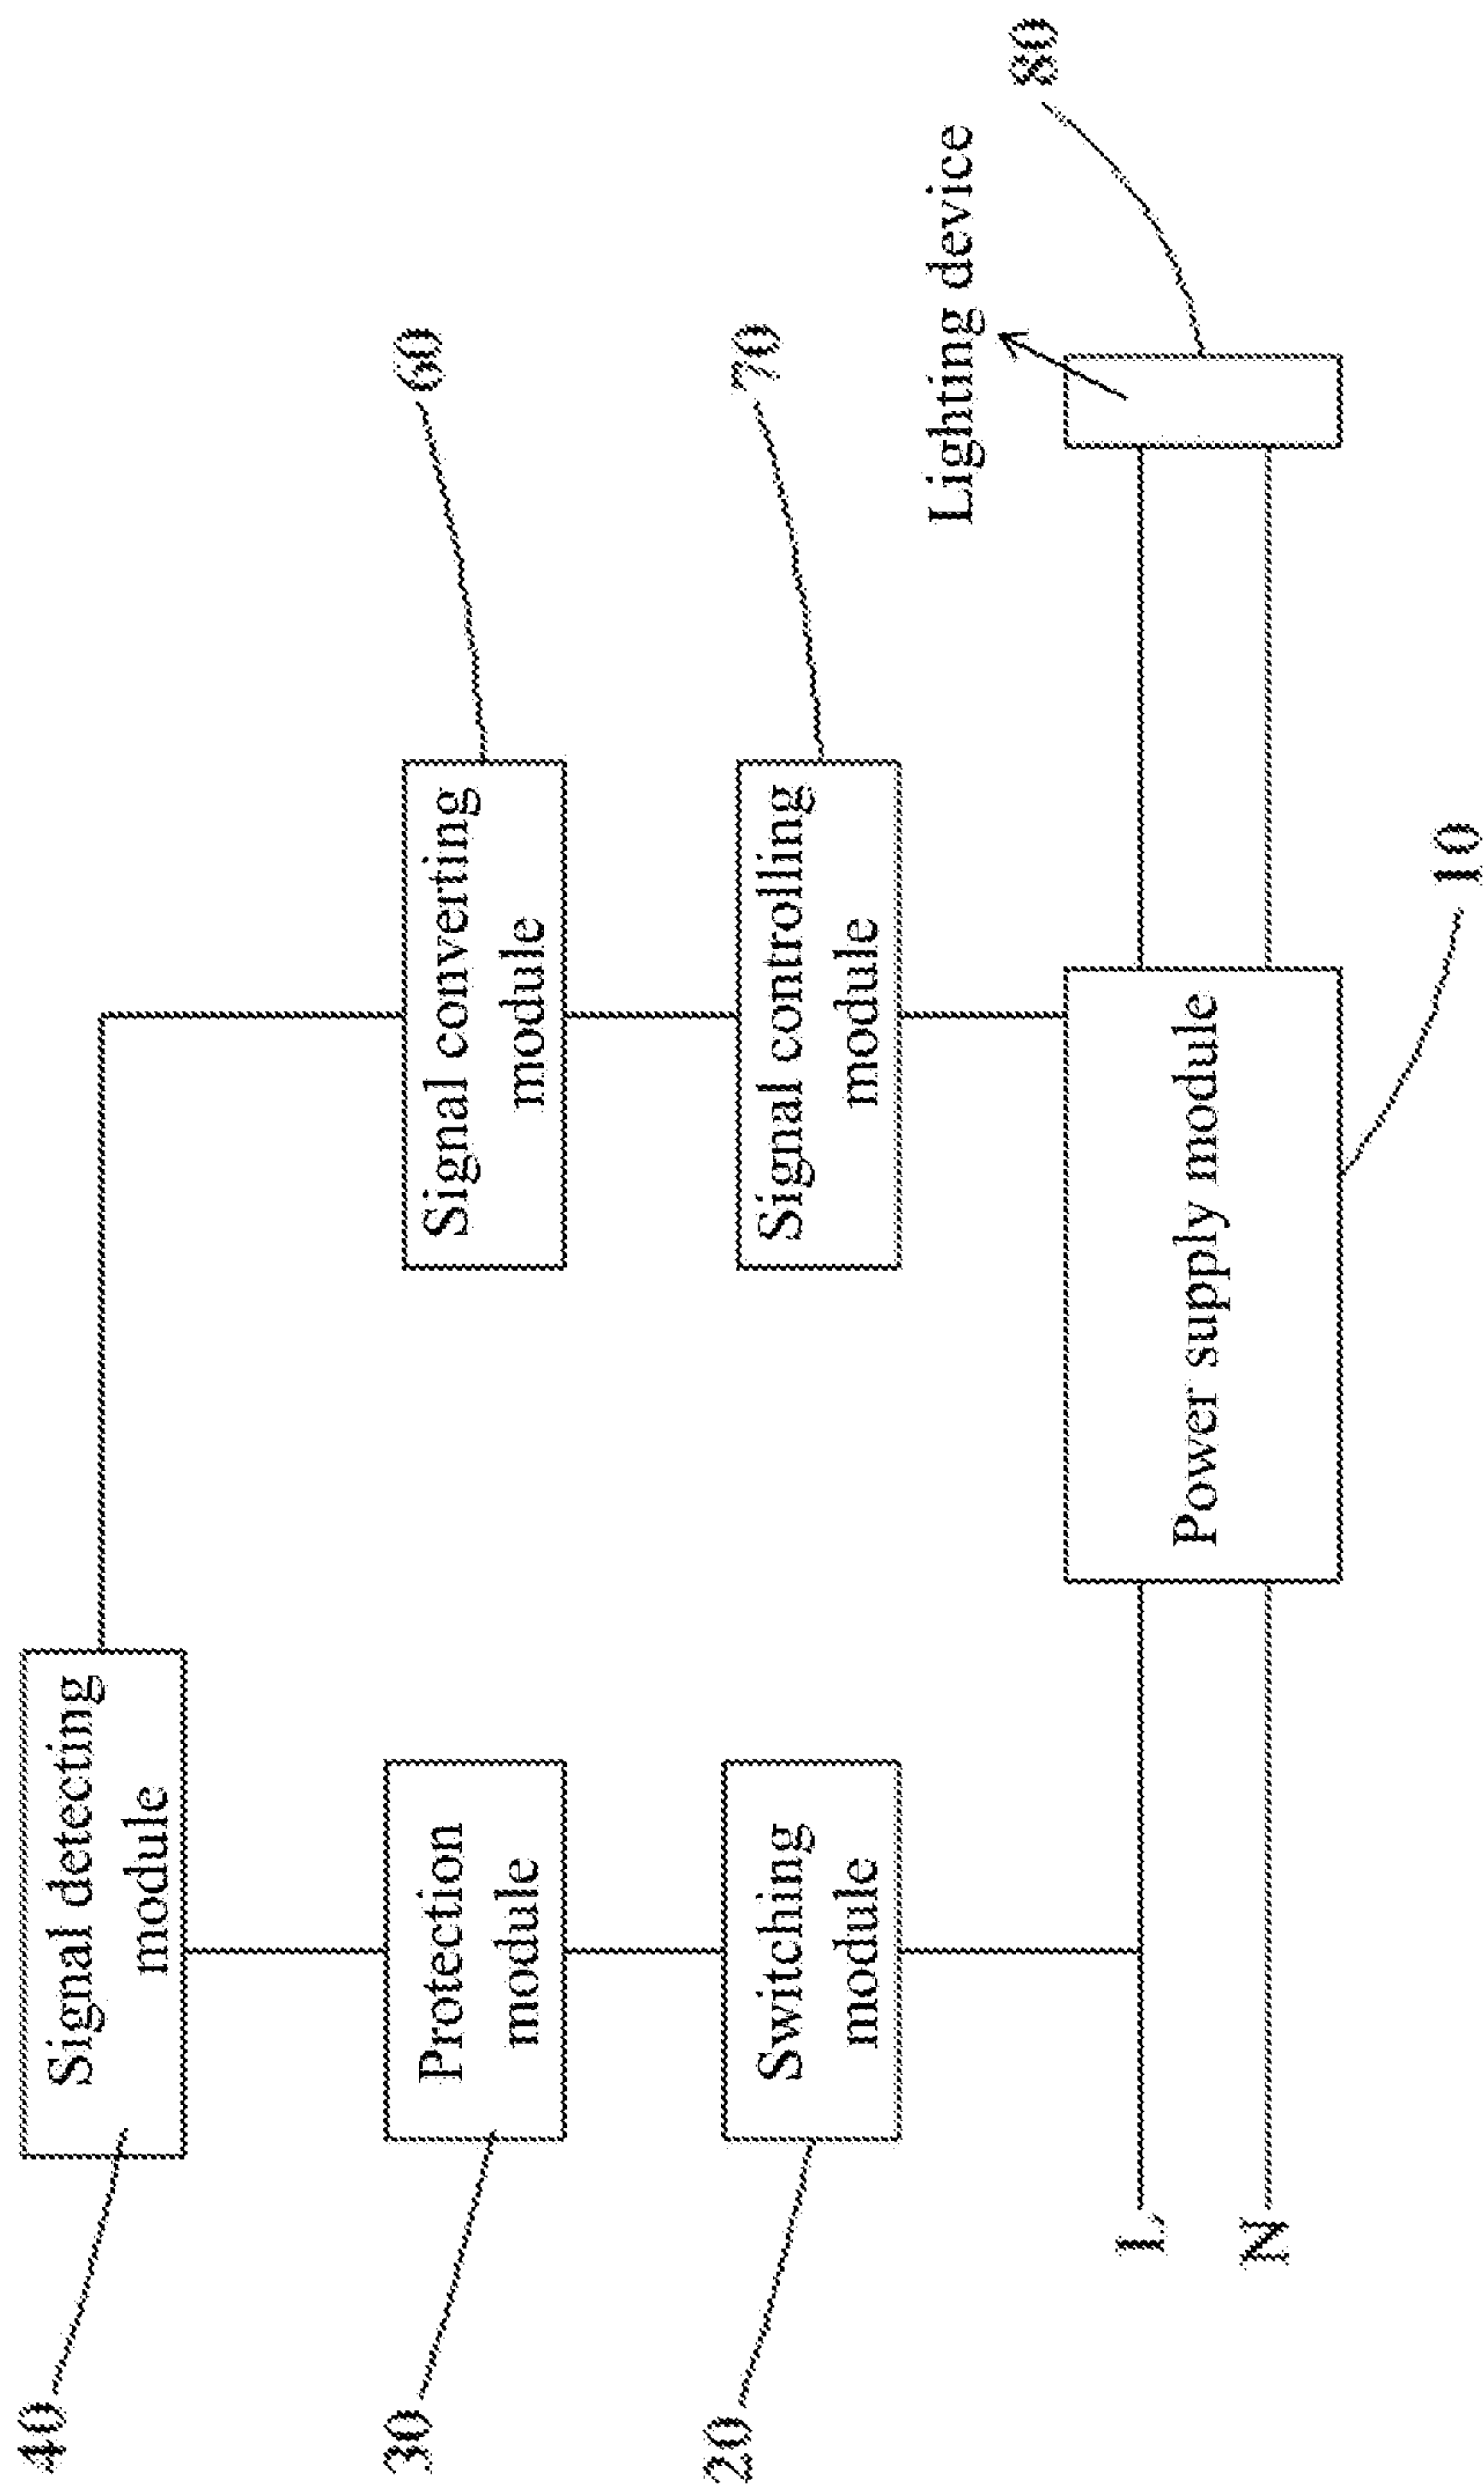 40
Signal detecting
module
30
Protection
module
Signal converting
module
60
20
Switching
module
Signal controlling
module
70
Lighting device
80
L
N
Power supply module
10